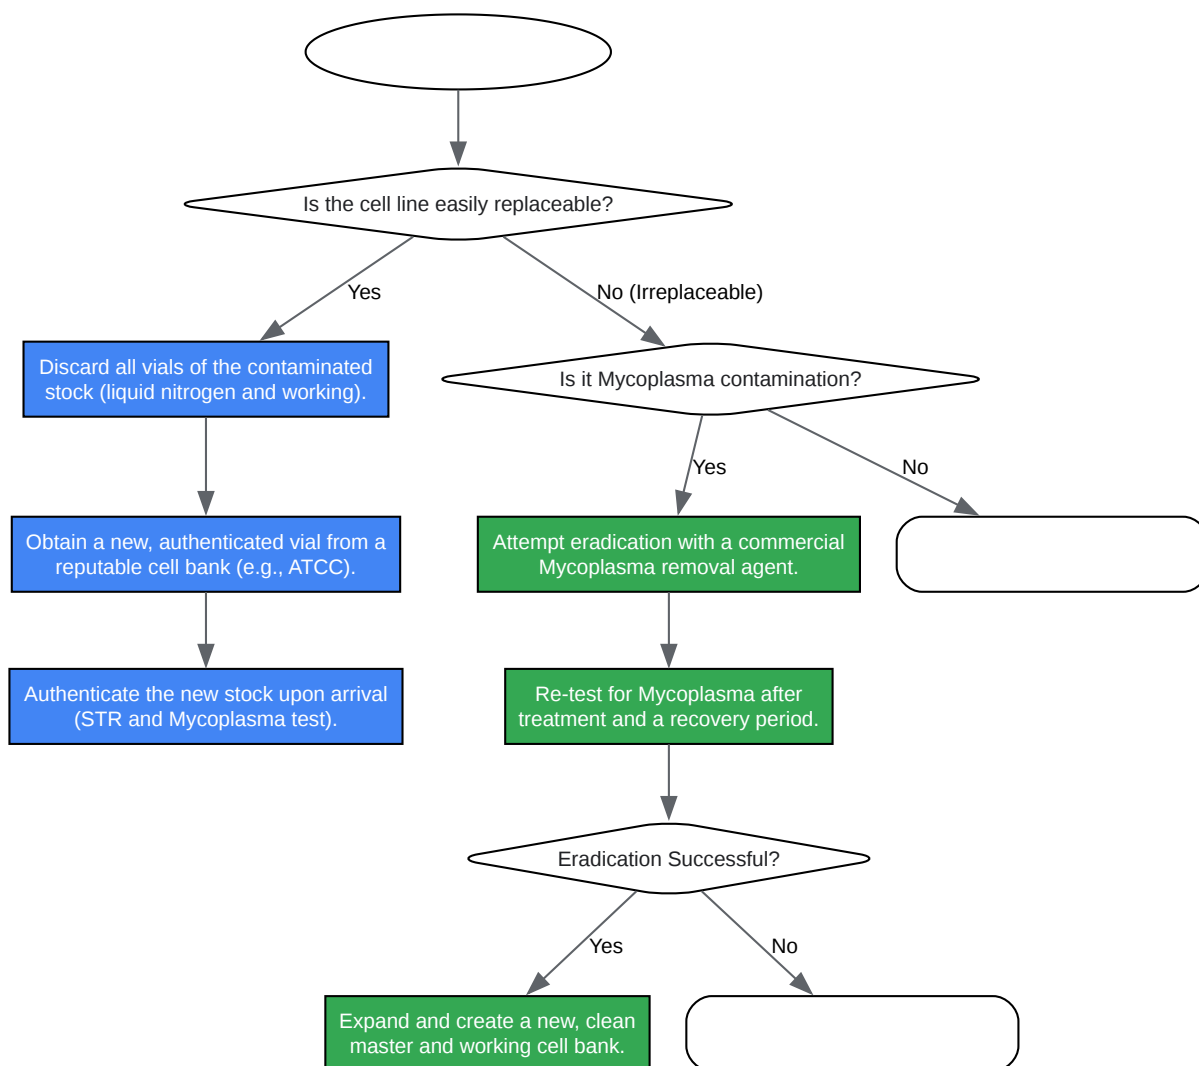 Is the cell line easily replaceable?
Yes
No (Irreplaceable)
Discard all vials of the contaminated
stock (liquid nitrogen and working).
Is it Mycoplasma contamination?
Yes
No
Obtain a new, authenticated vial from a
reputable cell bank (e.g., ATCC).
Attempt eradication with a commercial
Mycoplasma removal agent.
Authenticate the new stock upon arrival
(STR and Mycoplasma test).
Re-test for Mycoplasma after
treatment and a recovery period.
Eradication Successful?
Yes
No
Expand and create a new, clean
master and working cell bank.